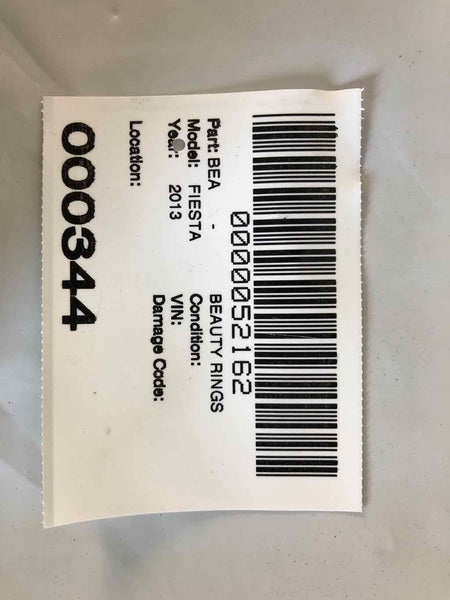 0000052162
Part: BEA - BEAUTY RINGS
Model: FIESTA Condition:
Year: 2013 VIN:
Damage Code:
Location:
000344